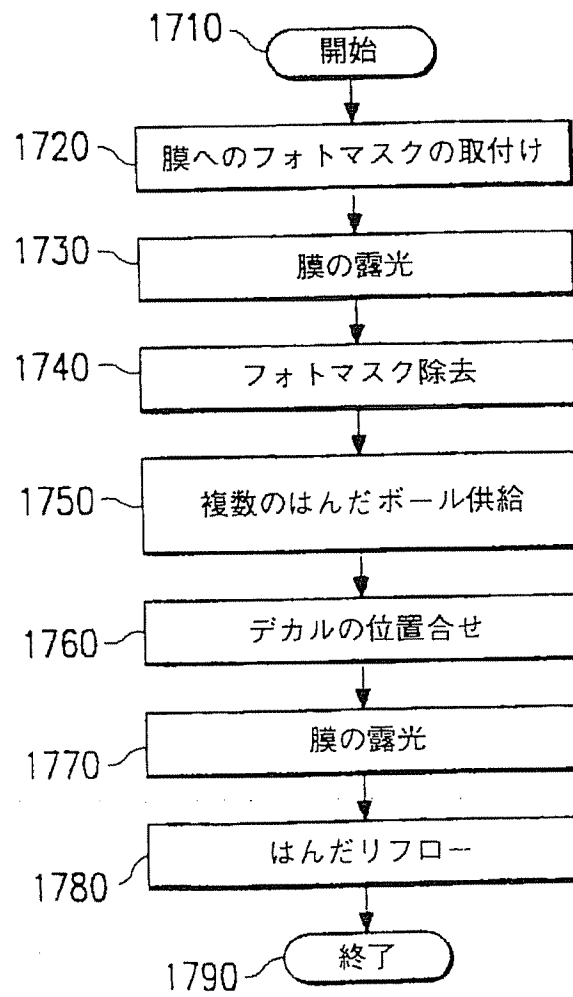 1710 開始
1720 膜へのフォトマスクの取付け
1730 膜の露光
1740 フォトマスク除去
1750 複数のはんだボール供給
1760 デカルの位置合せ
1770 膜の露光
1780 はんだリフロー
1790 終了